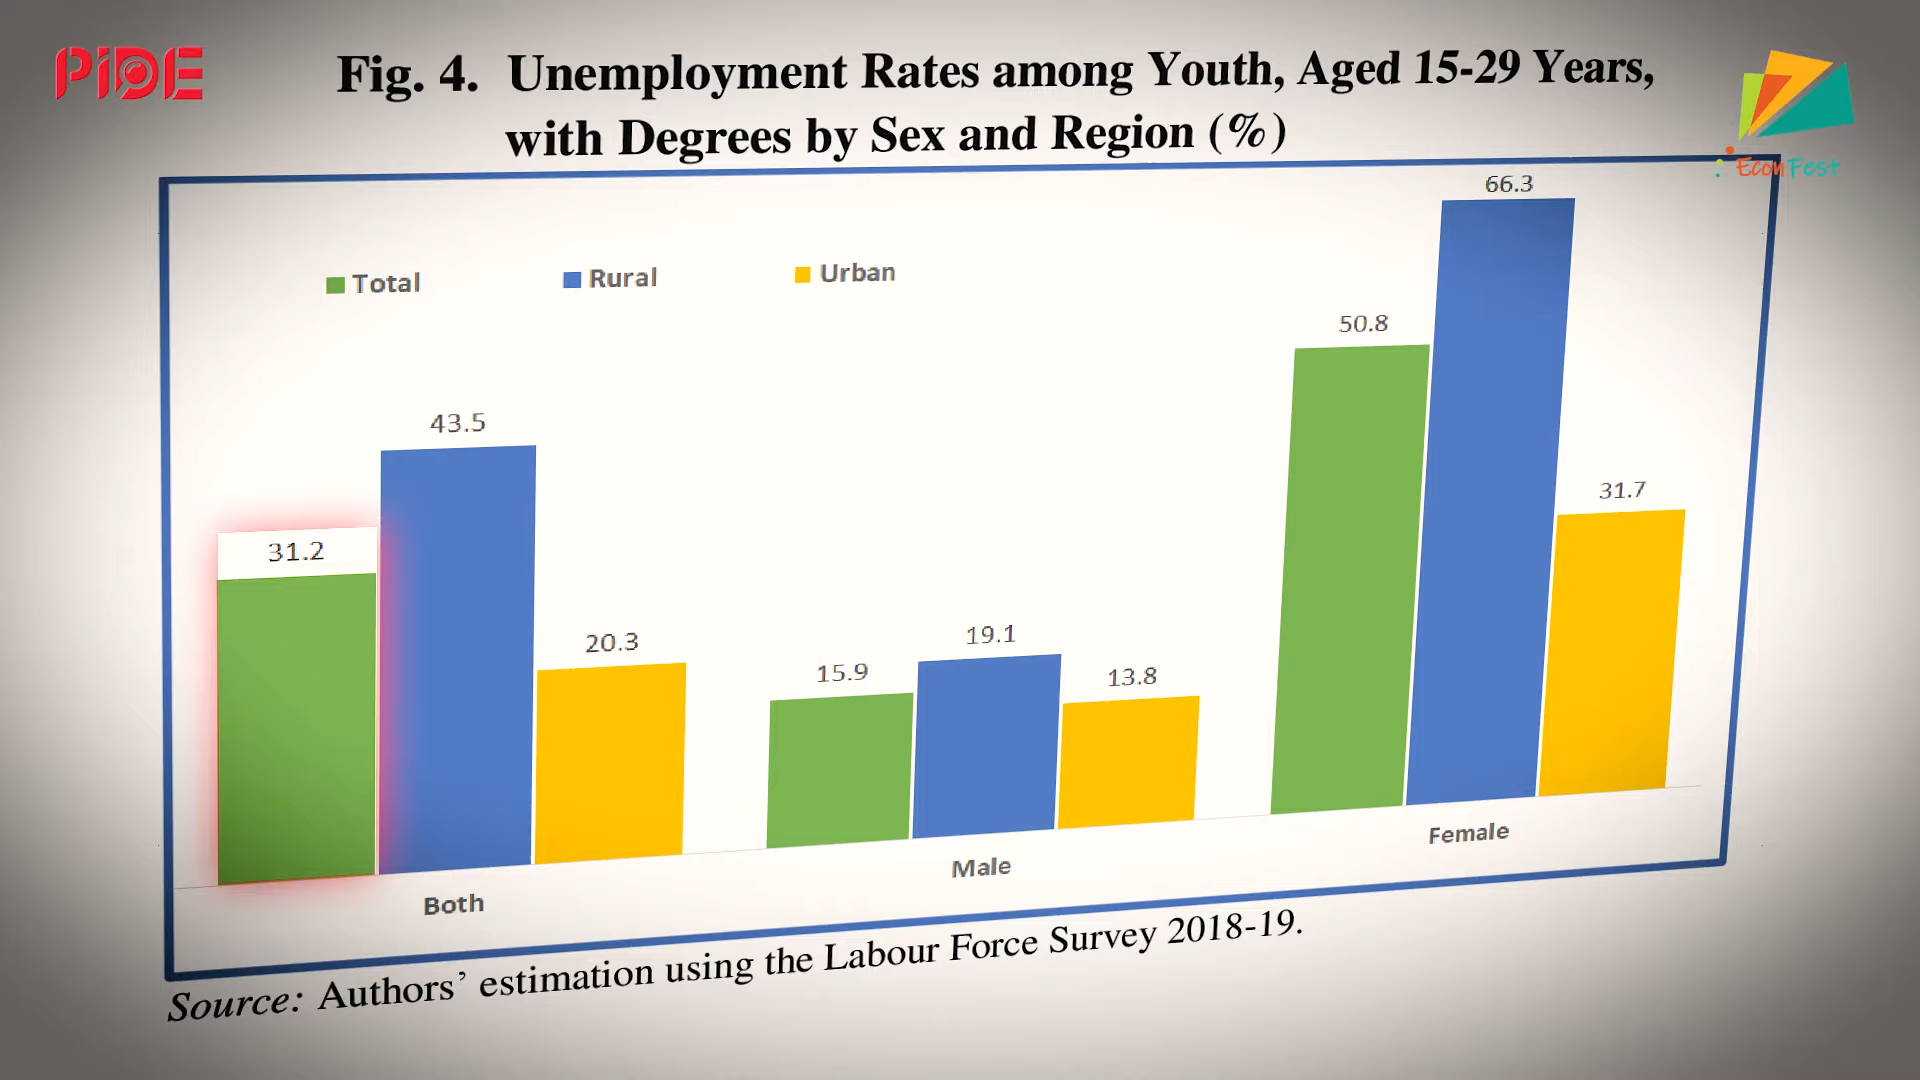 PiDE
Fig. 4. Unemployment Rates among Youth, Aged 15-29 Years,
with Degrees by Sex and Region (%)
EconFest
Total Rural Urban
66.3
50.8
43.5
31.7
31.2
20.3
19.1
15.9
13.8
Both Male Female
Source: Authors’ estimation using the Labour Force Survey 2018-19.